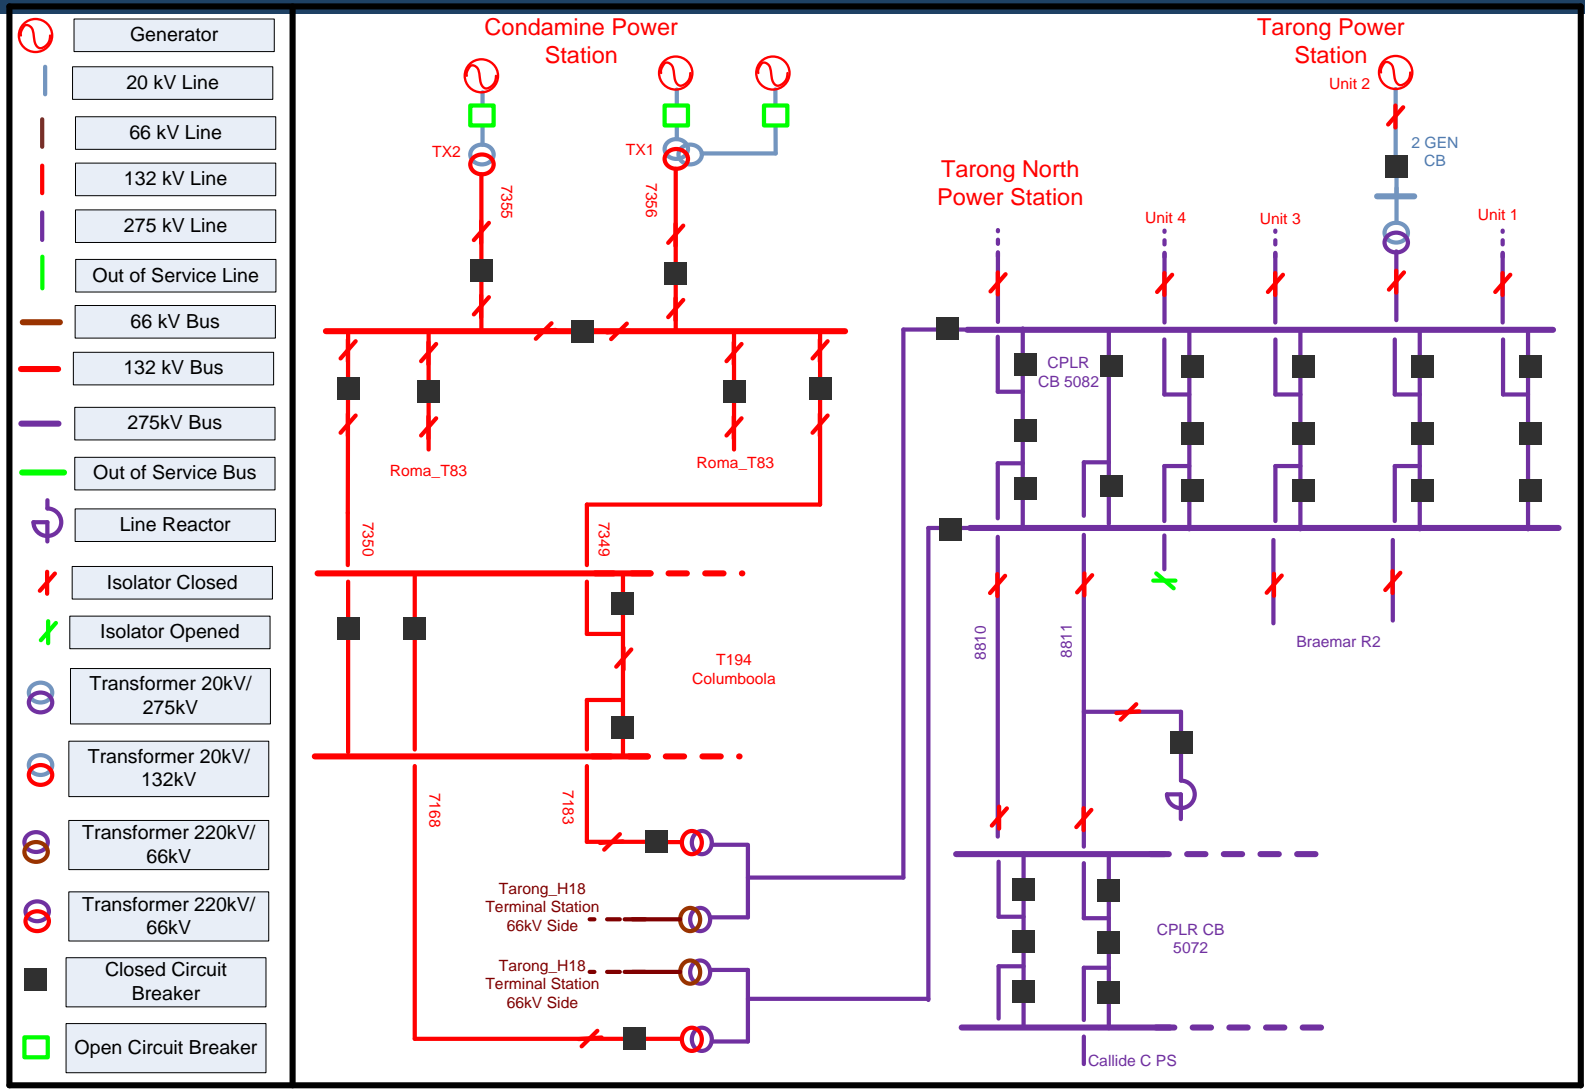 Generator
20 kV Line
66 kV Line
132 kV Line
275 kV Line
Out of Service Line
66 kV Bus
132 kV Bus
275kV Bus
Out of Service Bus
Line Reactor
Isolator Closed
Isolator Opened
Transformer 20kV/
275kV
Transformer 20kV/
132kV
Transformer 220kV/
66kV
Transformer 220kV/
66kV
Closed Circuit
Breaker
Open Circuit Breaker
Condamine Power
Station
TX2
TX1
7355
7356
Roma_T83
Roma_T83
7350
7349
T194
Columboola
7168
7183
Tarong_H18
Terminal Station
66kV Side
Tarong_H18
Terminal Station
66kV Side
Tarong Power
Station
Unit 2
2 GEN
CB
Tarong North
Power Station
Unit 4
Unit 3
Unit 1
CPLR
CB 5082
8810
8811
Braemar R2
CPLR CB
5072
Callide C PS